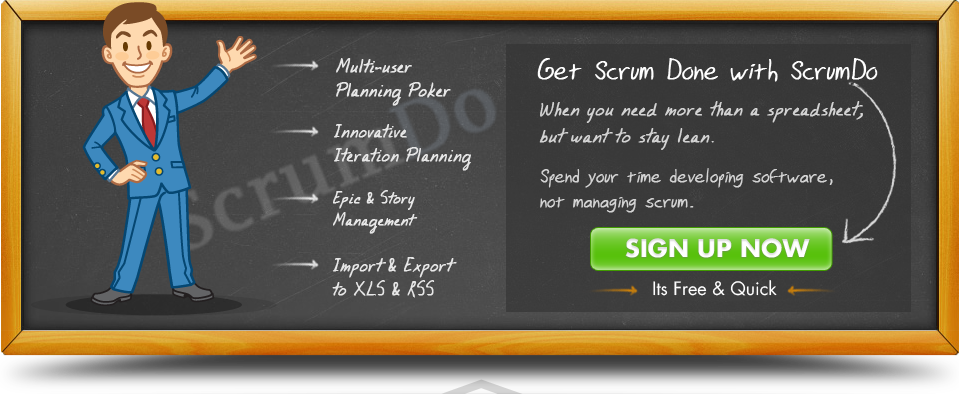 ScrumDo
Multi-user
Planning Poker
Innovative
Iteration Planning
Epic & Story
Management
Import & Export
to XLS & RSS
Get Scrum Done with ScrumDo
When you need more than a spreadsheet,
but want to stay lean.
Spend your time developing software,
not managing scrum.
SIGN UP NOW
Its Free & Quick